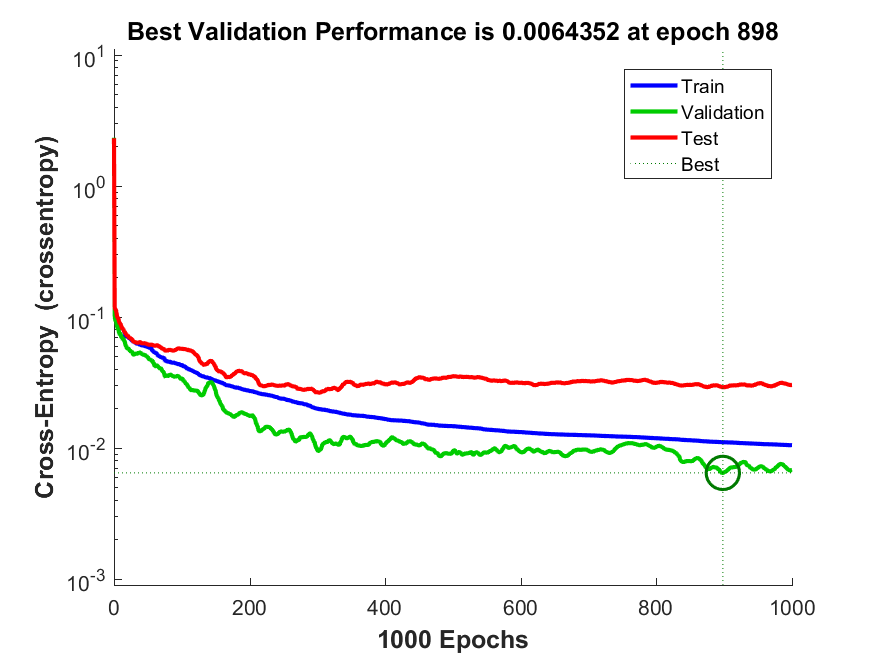 Best Validation Performance is 0.0064352 at epoch 898
Cross-Entropy (crossentropy)
10^1
10^0
10^-1
10^-2
10^-3
Train
Validation
Test
Best
0 200 400 600 800 1000
1000 Epochs